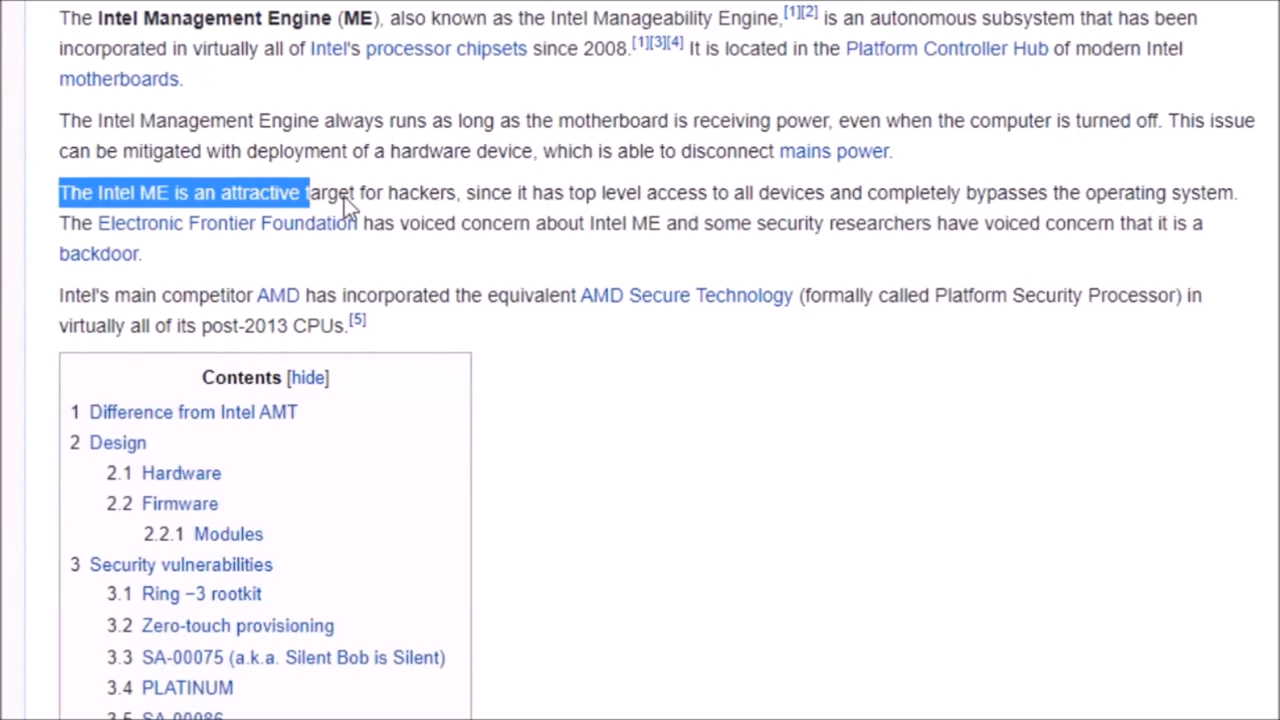 The Intel Management Engine (ME), also known as the Intel Manageability Engine,[1][2] is an autonomous subsystem that has been
incorporated in virtually all of Intel's processor chipsets since 2008.[1][3][4] It is located in the Platform Controller Hub of modern Intel
motherboards.
The Intel Management Engine always runs as long as the motherboard is receiving power, even when the computer is turned off. This issue
can be mitigated with deployment of a hardware device, which is able to disconnect mains power.
The Intel ME is an attractive target for hackers, since it has top level access to all devices and completely bypasses the operating system.
The Electronic Frontier Foundation has voiced concern about Intel ME and some security researchers have voiced concern that it is a
backdoor.
Intel's main competitor AMD has incorporated the equivalent AMD Secure Technology (formally called Platform Security Processor) in
virtually all of its post-2013 CPUs.[5]
Contents [hide]
1 Difference from Intel AMT
2 Design
2.1 Hardware
2.2 Firmware
2.2.1 Modules
3 Security vulnerabilities
3.1 Ring −3 rootkit
3.2 Zero-touch provisioning
3.3 SA-00075 (a.k.a. Silent Bob is Silent)
3.4 PLATINUM
3.5 SA-00086